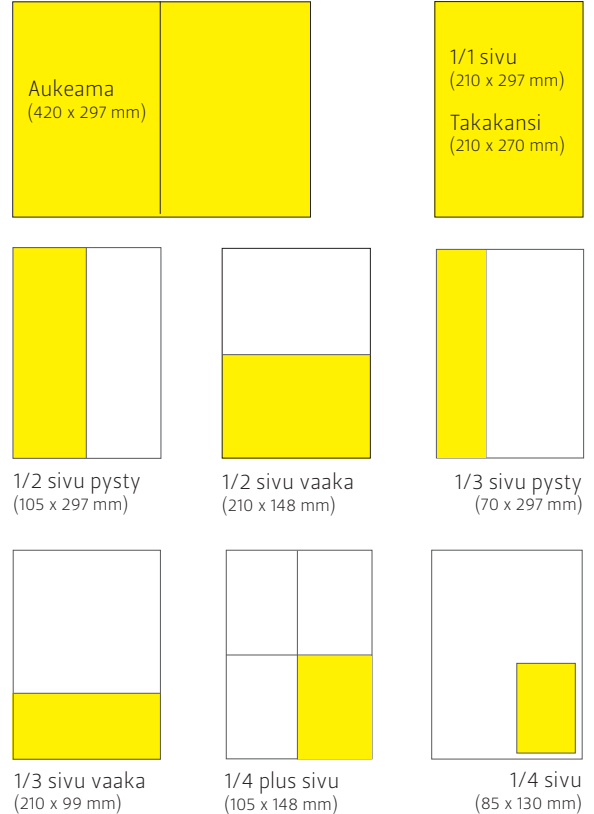 Aukeama
(420 x 297 mm)
1/1 sivu
(210 x 297 mm)
Takakansi
(210 x 270 mm)
1/2 sivu pysty
(105 x 297 mm)
1/2 sivu vaaka
(210 x 148 mm)
1/3 sivu pysty
(70 x 297 mm)
1/3 sivu vaaka
(210 x 99 mm)
1/4 plus sivu
(105 x 148 mm)
1/4 sivu
(85 x 130 mm)